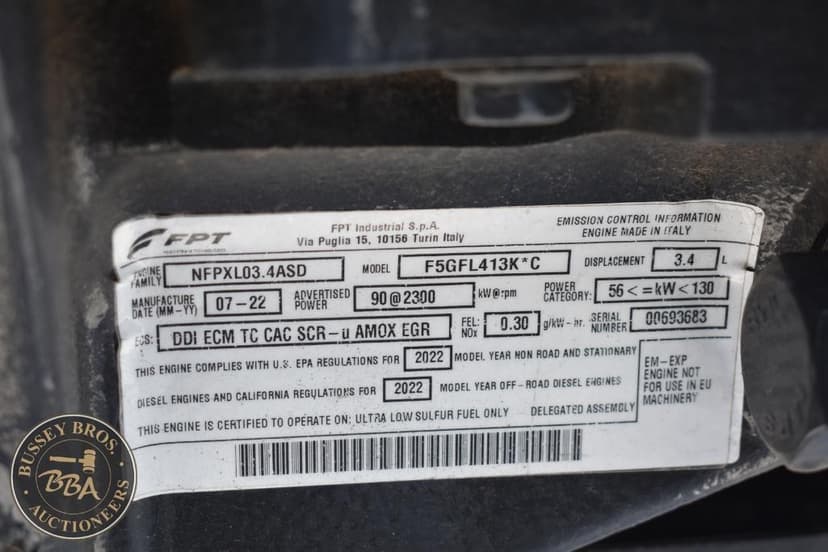 FPT
FPT Industrial S.p.A.
Via Puglia 15, 10156 Turin Italy
EMISSION CONTROL INFORMATION
ENGINE MADE IN ITALY
ENGINE FAMILY NFPXL03.4ASD MODEL F5GFL413K*C DISPLACEMENT 3.4 L
MANUFACTURE DATE (MM-YY) 07-22 ADVERTISED POWER 90@2300 kW@rpm POWER CATEGORY: 56<=kW<130
ECS: DDI ECM TC CAC SCR-u AMOX EGR FEL: NOx 0.30 g/kW-hr. SERIAL NUMBER 00693683
THIS ENGINE COMPLIES WITH U.S. EPA REGULATIONS FOR 2022 MODEL YEAR NON ROAD AND STATIONARY
DIESEL ENGINES AND CALIFORNIA REGULATIONS FOR 2022 MODEL YEAR OFF-ROAD DIESEL ENGINES
THIS ENGINE IS CERTIFIED TO OPERATE ON: ULTRA LOW SULFUR FUEL ONLY DELEGATED ASSEMBLY
EM-EXP
ENGINE NOT
FOR USE IN EU
MACHINERY
BUSSEY BROS.
BBA
AUCTIONEERS